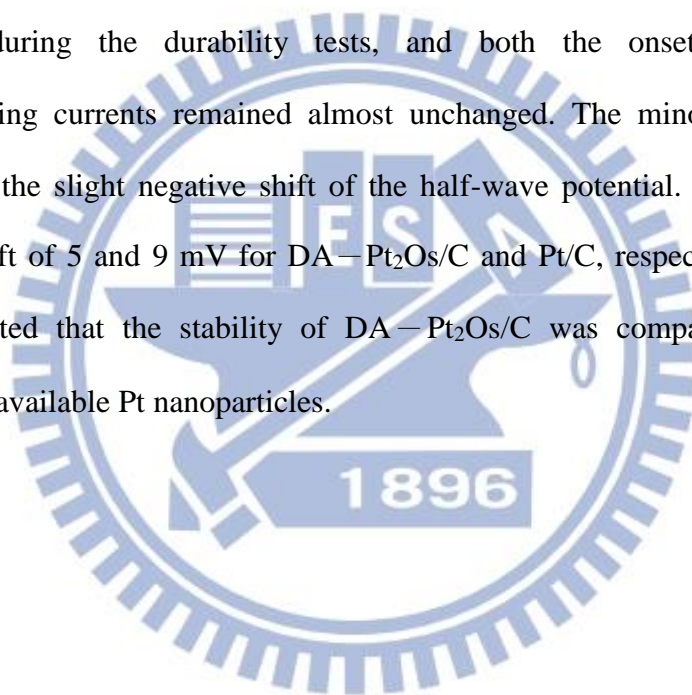 during the durability tests, and both the onset
ing currents remained almost unchanged. The mino
the slight negative shift of the half-wave potential.
ft of 5 and 9 mV for DA－Pt₂Os/C and Pt/C, respec
ted that the stability of DA－Pt₂Os/C was compa
available Pt nanoparticles.
ESA
1896